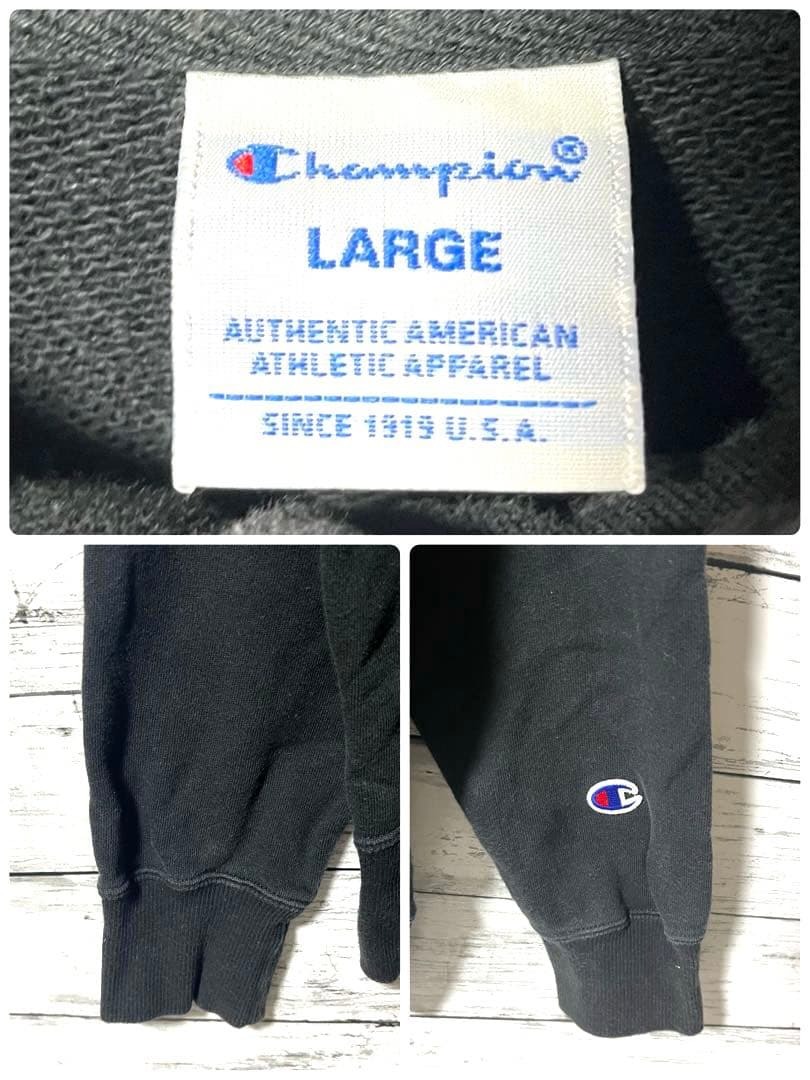 Champion®
LARGE
AUTHENTIC AMERICAN
ATHLETIC APPAREL
SINCE 1919 U.S.A.